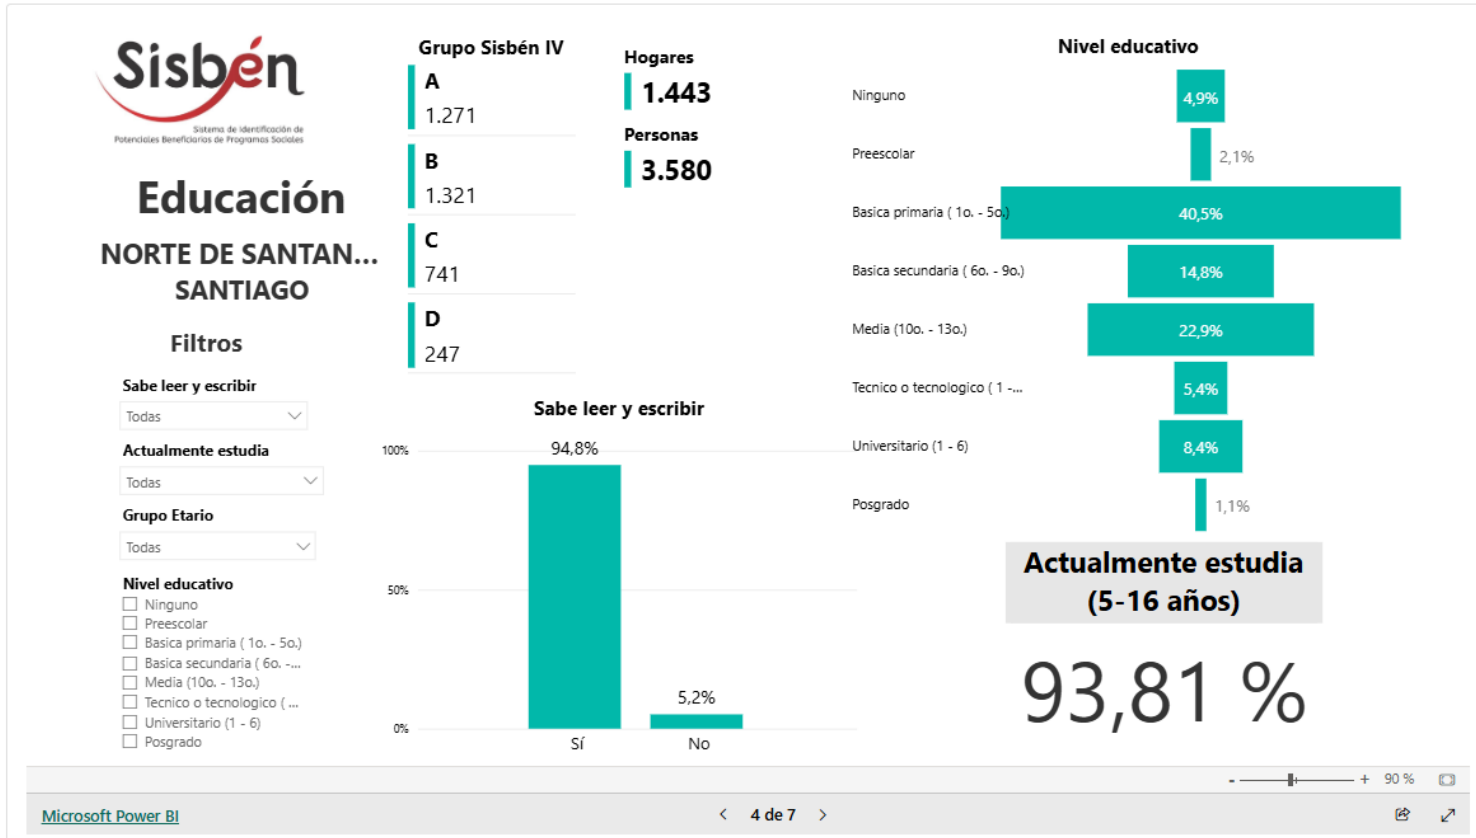 Sisbén
Sistema de Identificación de
Potenciales Beneficiarios de Programas Sociales
Educación
NORTE DE SANTAN...
SANTIAGO
Filtros
Sabe leer y escribir
Todas
Actualmente estudia
Todas
Grupo Etario
Todas
Nivel educativo
Ninguno
Preescolar
Basica primaria ( 1o. - 5o.)
Basica secundaria ( 6o. -...
Media (10o. - 13o.)
Tecnico o tecnologico ( ...
Universitario (1 - 6)
Posgrado
Grupo Sisbén IV
A
1.271
B
1.321
C
741
D
247
Hogares
1.443
Personas
3.580
Sabe leer y escribir
100%
50%
0%
94,8%
5,2%
Sí
No
Nivel educativo
Ninguno
4,9%
Preescolar
2,1%
Basica primaria ( 1o. - 5o.)
40,5%
Basica secundaria ( 6o. - 9o.)
14,8%
Media (10o. - 13o.)
22,9%
Tecnico o tecnologico ( 1 -...
5,4%
Universitario (1 - 6)
8,4%
Posgrado
1,1%
Actualmente estudia
(5-16 años)
93,81 %
- + 90 %
Microsoft Power BI
4 de 7